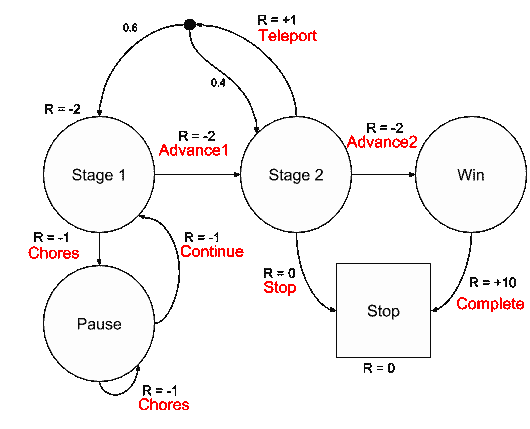 R = +1
Teleport
0.6
0.4
R = -2
R = -2
Advance1
R = -2
Advance2
Stage 1
Stage 2
Win
R = -1
Chores
R = -1
Continue
R = 0
Stop
R = +10
Complete
Pause
Stop
R = 0
R = -1
Chores